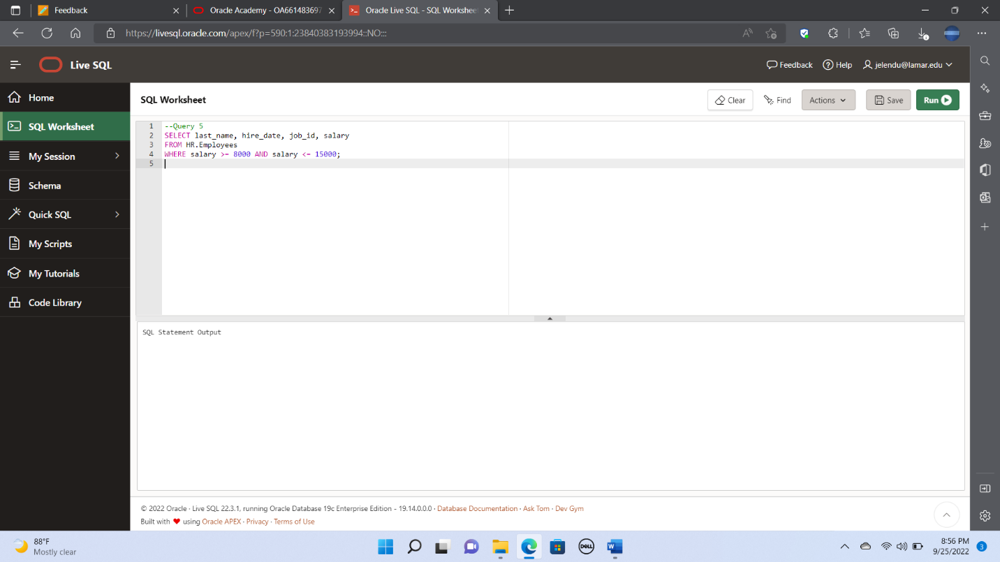 Feedback
Oracle Academy - OA661483697
Oracle Live SQL - SQL Workshee
https://livesql.oracle.com/apex/f?p=590:1:23840383193994::NO:::
Live SQL
Feedback
Help
jelendu@lamar.edu
Home
SQL Worksheet
My Session
Schema
Quick SQL
My Scripts
My Tutorials
Code Library
SQL Worksheet
Clear
Find
Actions
Save
Run
1 --Query 5
2 SELECT last_name, hire_date, job_id, salary
3 FROM HR.Employees
4 WHERE salary >= 8000 AND salary <= 15000;
5
SQL Statement Output
© 2022 Oracle · Live SQL 22.3.1, running Oracle Database 19c Enterprise Edition - 19.14.0.0.0 · Database Documentation · Ask Tom · Dev Gym
Built with ❤ using Oracle APEX · Privacy · Terms of Use
88°F
Mostly clear
DELL
8:56 PM
9/25/2022
3